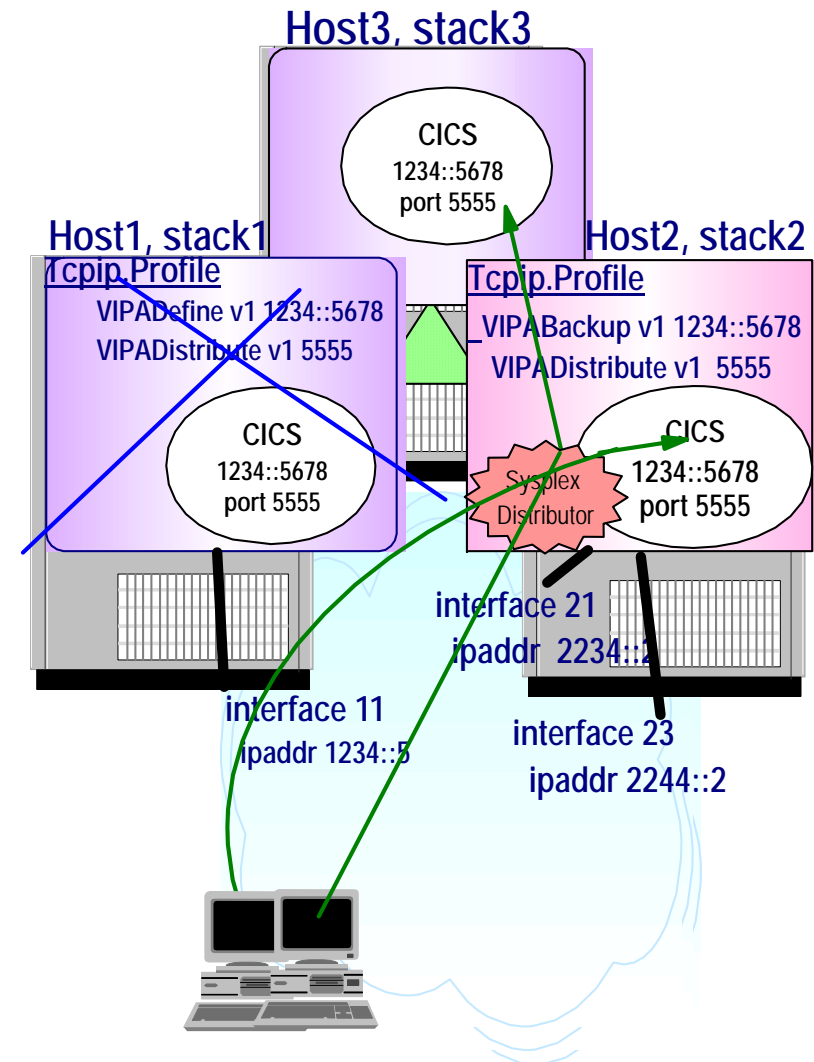 Host3, stack3
CICS
1234::5678
port 5555
Host1, stack1
Tcpip.Profile
VIPADefine v1 1234::5678
VIPADistribute v1 5555
CICS
1234::5678
port 5555
Host2, stack2
Tcpip.Profile
_VIPABackup v1 1234::5678
VIPADistribute v1 5555
CICS
1234::5678
port 5555
Sysplex
Distributor
interface 21
ipaddr 2234::2
interface 11
ipaddr 1234::5
interface 23
ipaddr 2244::2